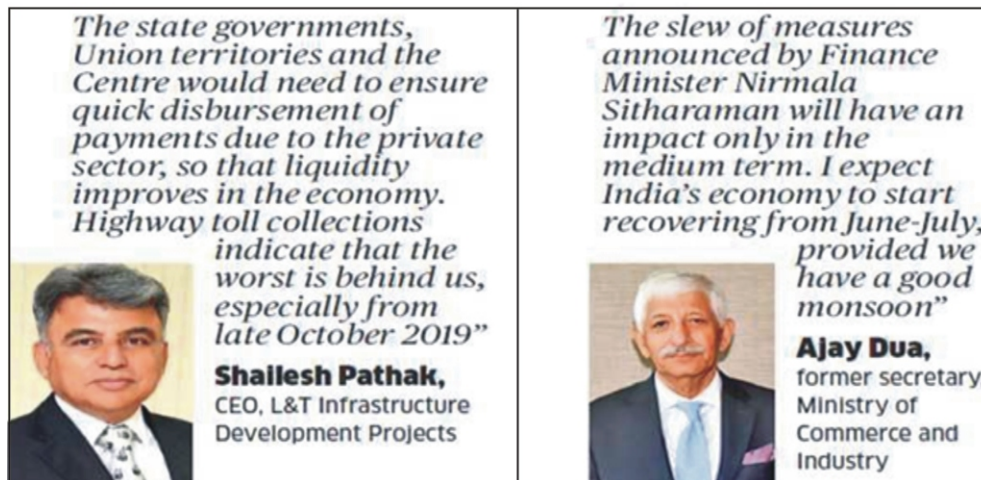 The state governments,
Union territories and the
Centre would need to ensure
quick disbursement of
payments due to the private
sector, so that liquidity
improves in the economy.
Highway toll collections
indicate that the
worst is behind us,
especially from
late October 2019”
Shailesh Pathak,
CEO, L&T Infrastructure
Development Projects
The slew of measures
announced by Finance
Minister Nirmala
Sitharaman will have an
impact only in the
medium term. I expect
India’s economy to start
recovering from June-July,
provided we
have a good
monsoon”
Ajay Dua,
former secretary
Ministry of
Commerce and
Industry